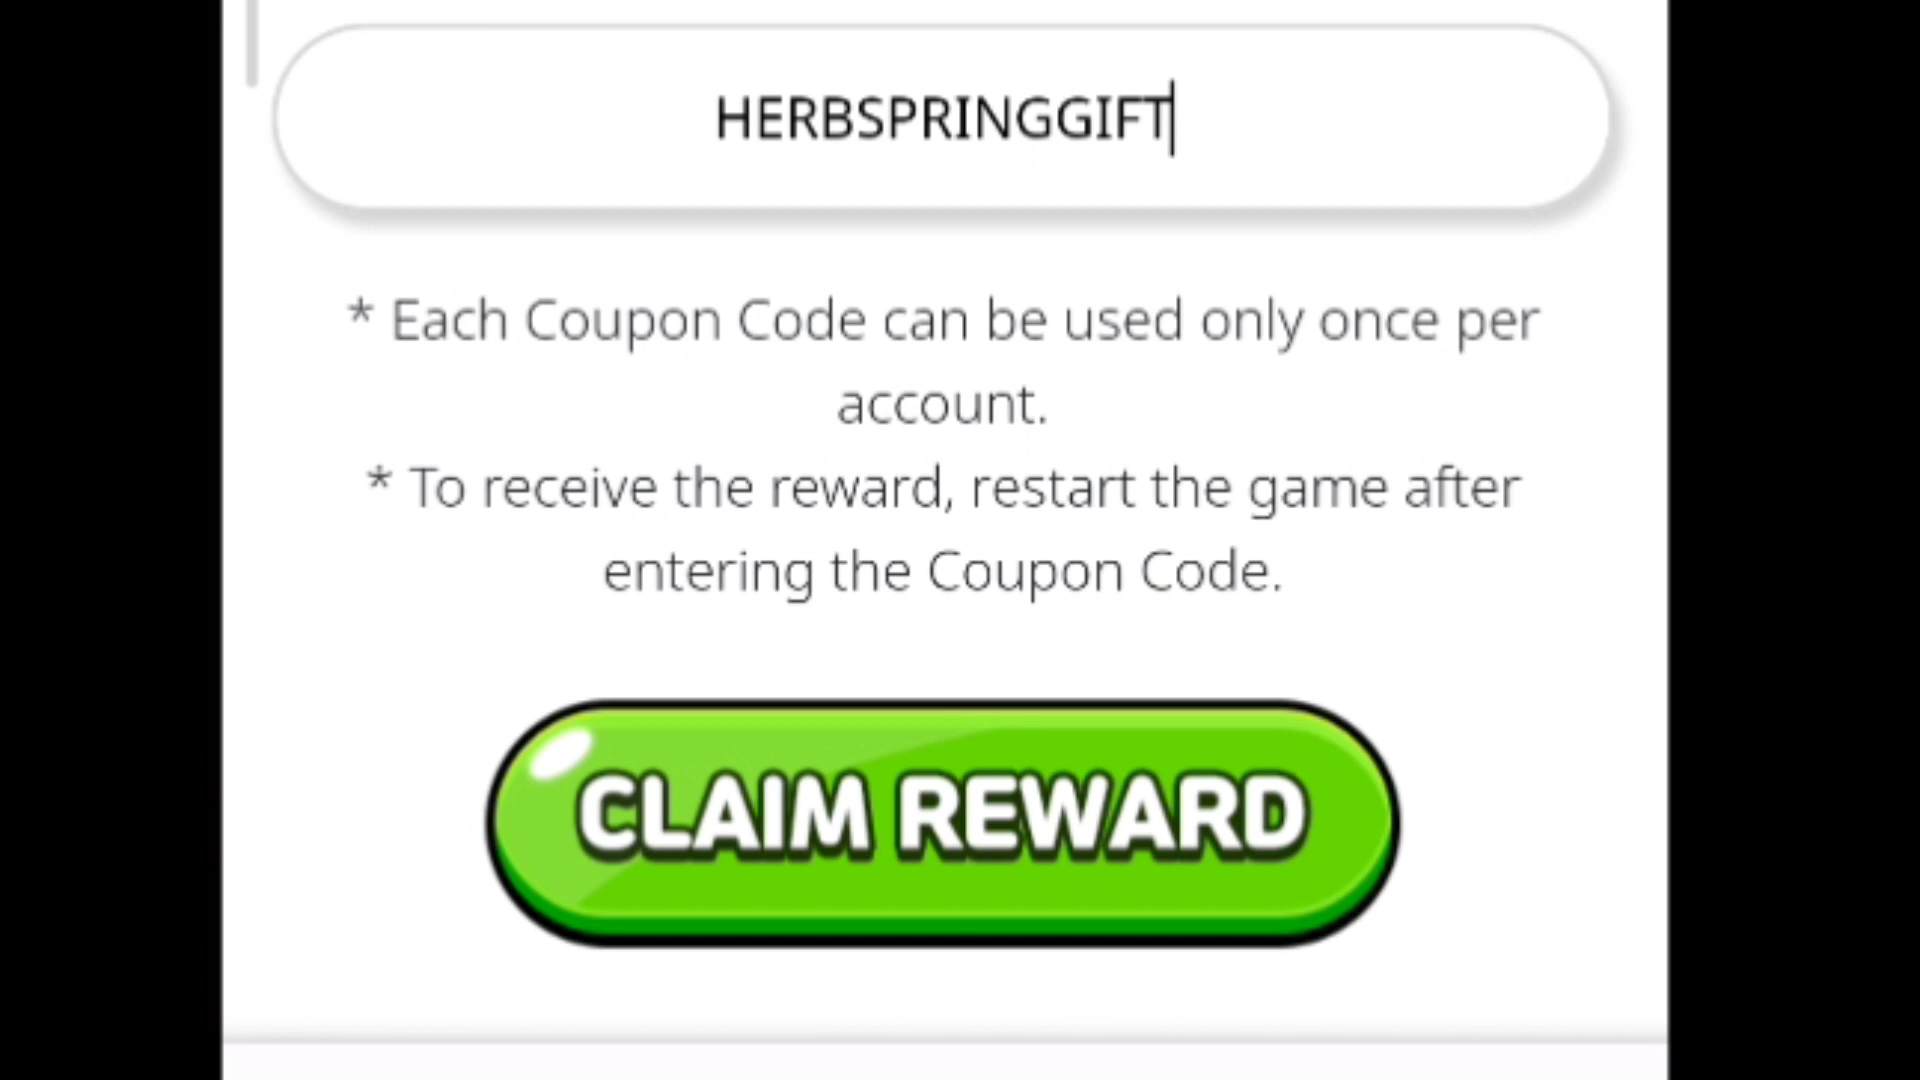 HERBSPRINGGIFT
* Each Coupon Code can be used only once per
account.
* To receive the reward, restart the game after
entering the Coupon Code.
CLAIM REWARD